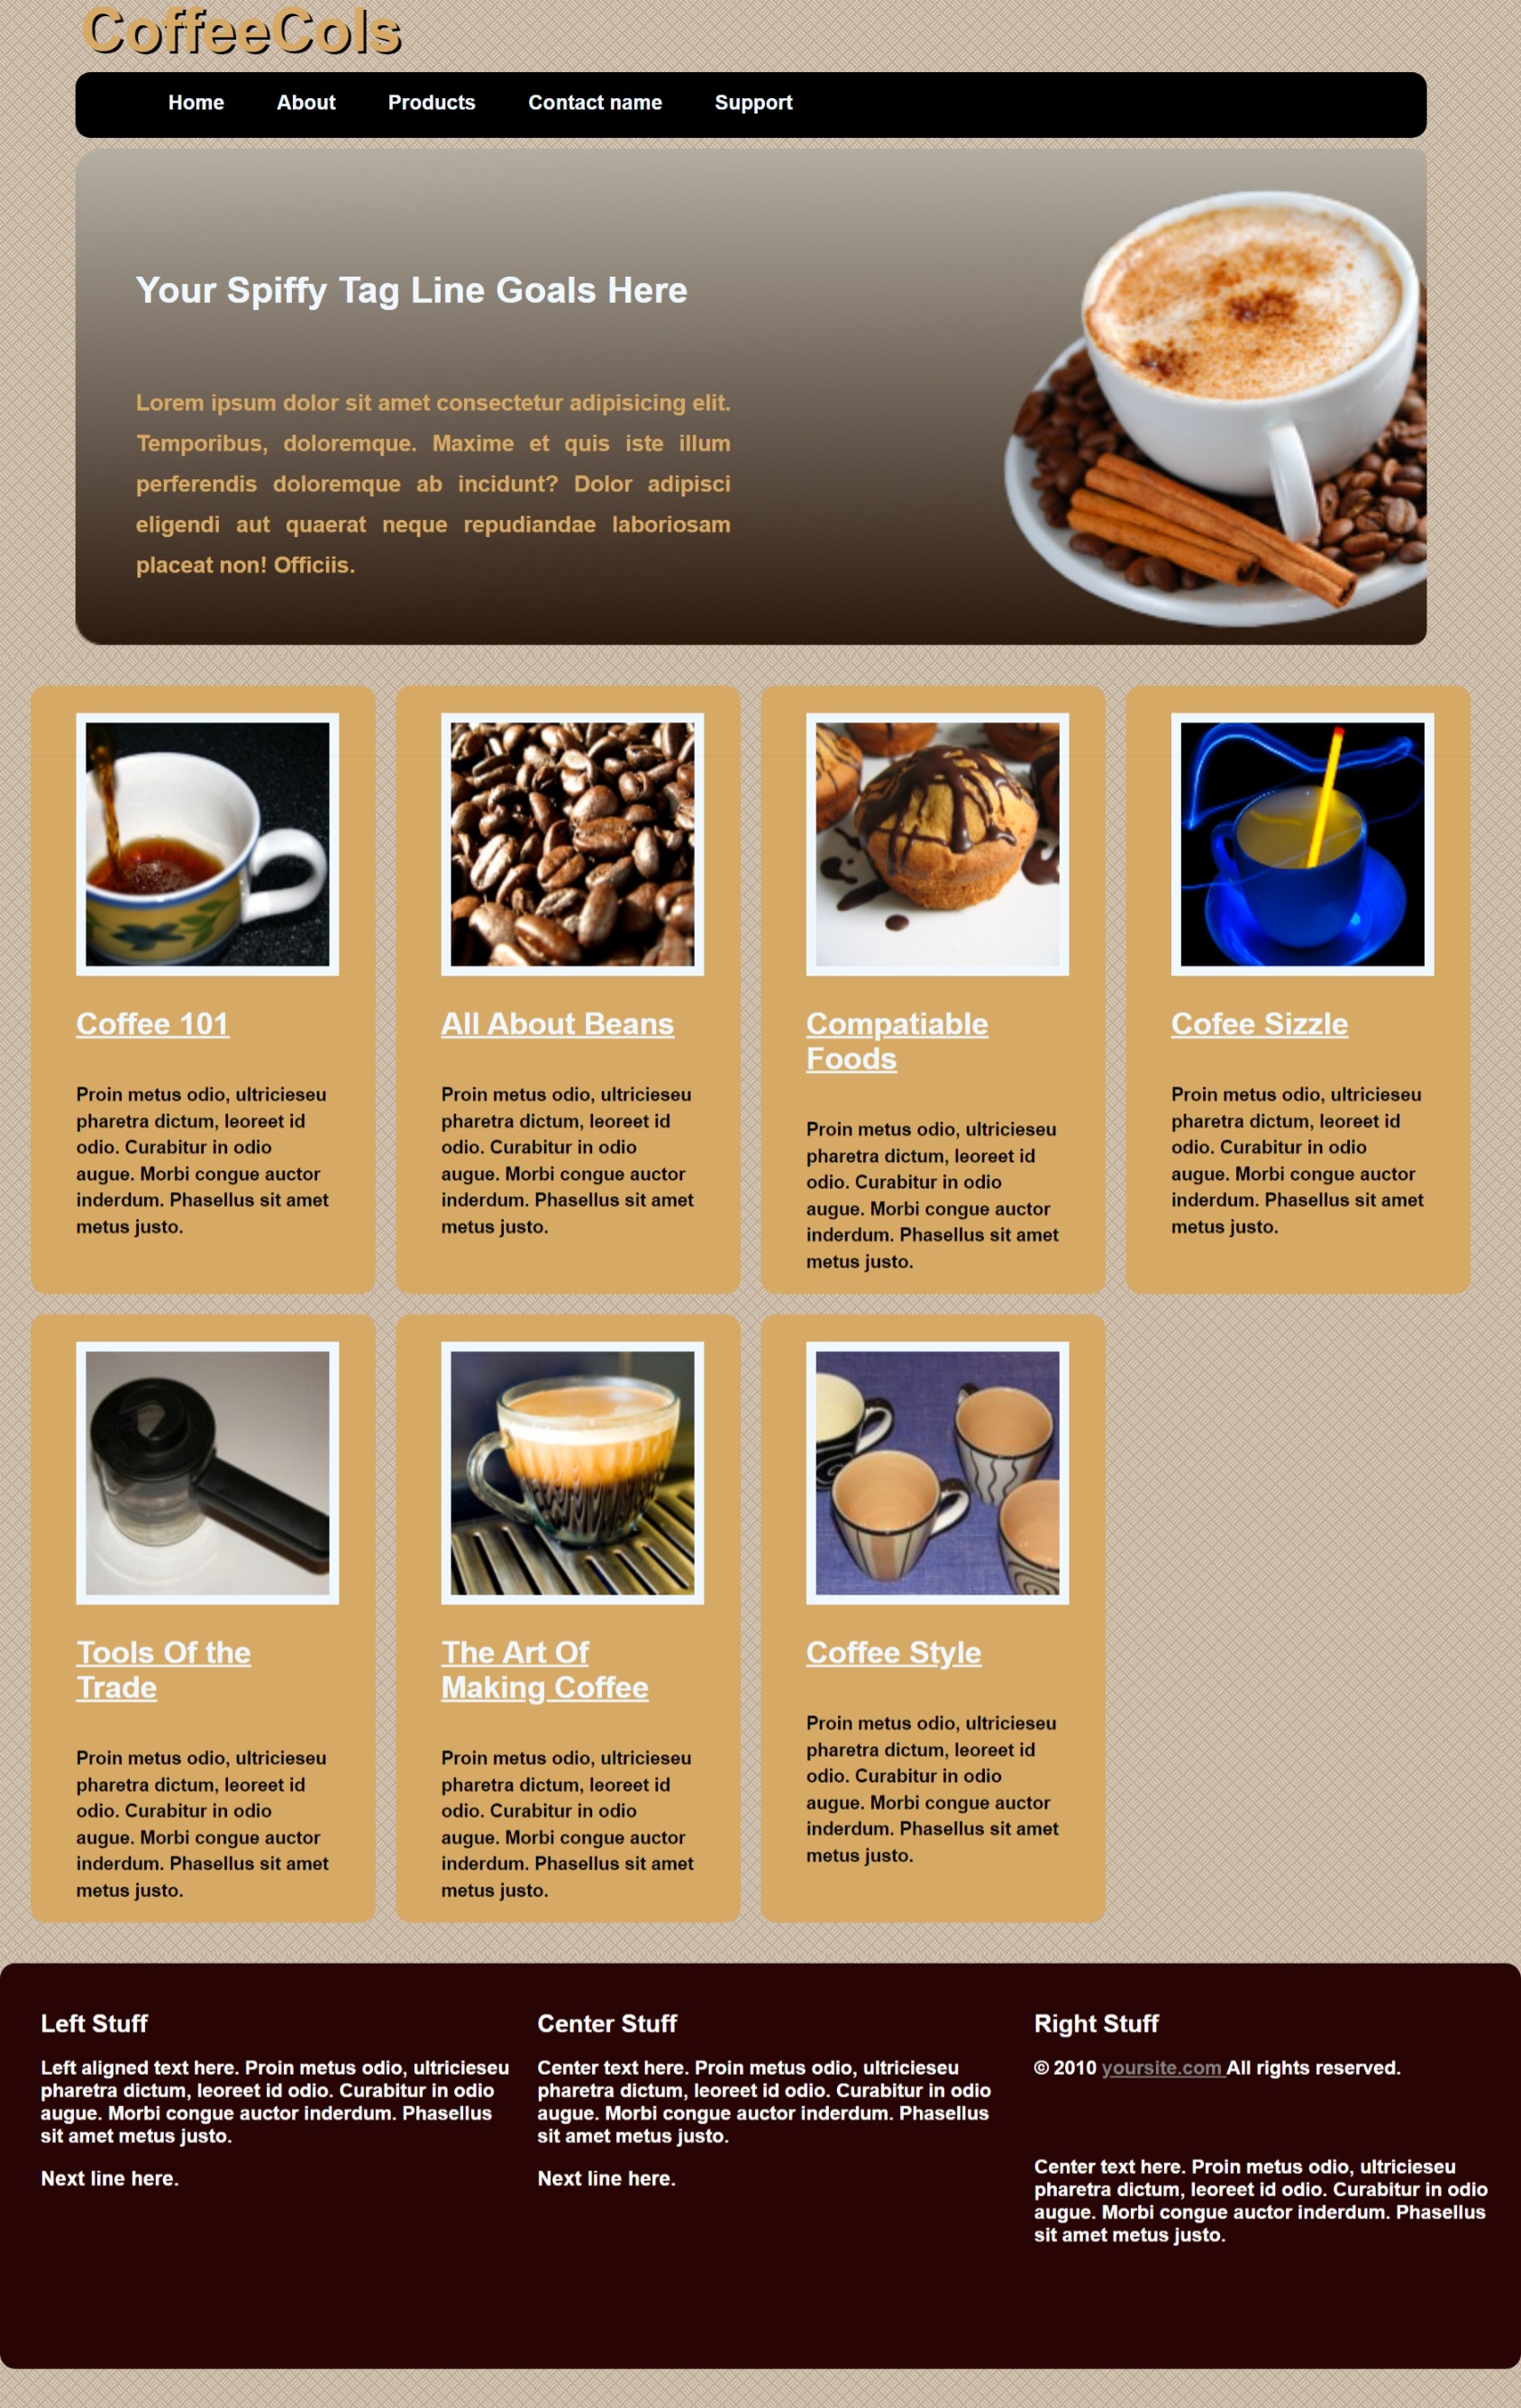 CoffeeCols
Home About Products Contact name Support
Your Spiffy Tag Line Goals Here
Lorem ipsum dolor sit amet consectetur adipisicing elit.
Temporibus, doloremque. Maxime et quis iste illum
perferendis doloremque ab incidunt? Dolor adipisci
eligendi aut quaerat neque repudiandae laboriosam
placeat non! Officiis.
Coffee 101
Proin metus odio, ultricieseu
pharetra dictum, leoreet id
odio. Curabitur in odio
augue. Morbi congue auctor
inderdum. Phasellus sit amet
metus justo.
All About Beans
Proin metus odio, ultricieseu
pharetra dictum, leoreet id
odio. Curabitur in odio
augue. Morbi congue auctor
inderdum. Phasellus sit amet
metus justo.
Compatiable
Foods
Proin metus odio, ultricieseu
pharetra dictum, leoreet id
odio. Curabitur in odio
augue. Morbi congue auctor
inderdum. Phasellus sit amet
metus justo.
Cofee Sizzle
Proin metus odio, ultricieseu
pharetra dictum, leoreet id
odio. Curabitur in odio
augue. Morbi congue auctor
inderdum. Phasellus sit amet
metus justo.
Tools Of the
Trade
Proin metus odio, ultricieseu
pharetra dictum, leoreet id
odio. Curabitur in odio
augue. Morbi congue auctor
inderdum. Phasellus sit amet
metus justo.
The Art Of
Making Coffee
Proin metus odio, ultricieseu
pharetra dictum, leoreet id
odio. Curabitur in odio
augue. Morbi congue auctor
inderdum. Phasellus sit amet
metus justo.
Coffee Style
Proin metus odio, ultricieseu
pharetra dictum, leoreet id
odio. Curabitur in odio
augue. Morbi congue auctor
inderdum. Phasellus sit amet
metus justo.
Left Stuff
Left aligned text here. Proin metus odio, ultricieseu
pharetra dictum, leoreet id odio. Curabitur in odio
augue. Morbi congue auctor inderdum. Phasellus
sit amet metus justo.
Next line here.
Center Stuff
Center text here. Proin metus odio, ultricieseu
pharetra dictum, leoreet id odio. Curabitur in odio
augue. Morbi congue auctor inderdum. Phasellus
sit amet metus justo.
Next line here.
Right Stuff
© 2010 yoursite.com All rights reserved.
Center text here. Proin metus odio, ultricieseu
pharetra dictum, leoreet id odio. Curabitur in odio
augue. Morbi congue auctor inderdum. Phasellus
sit amet metus justo.